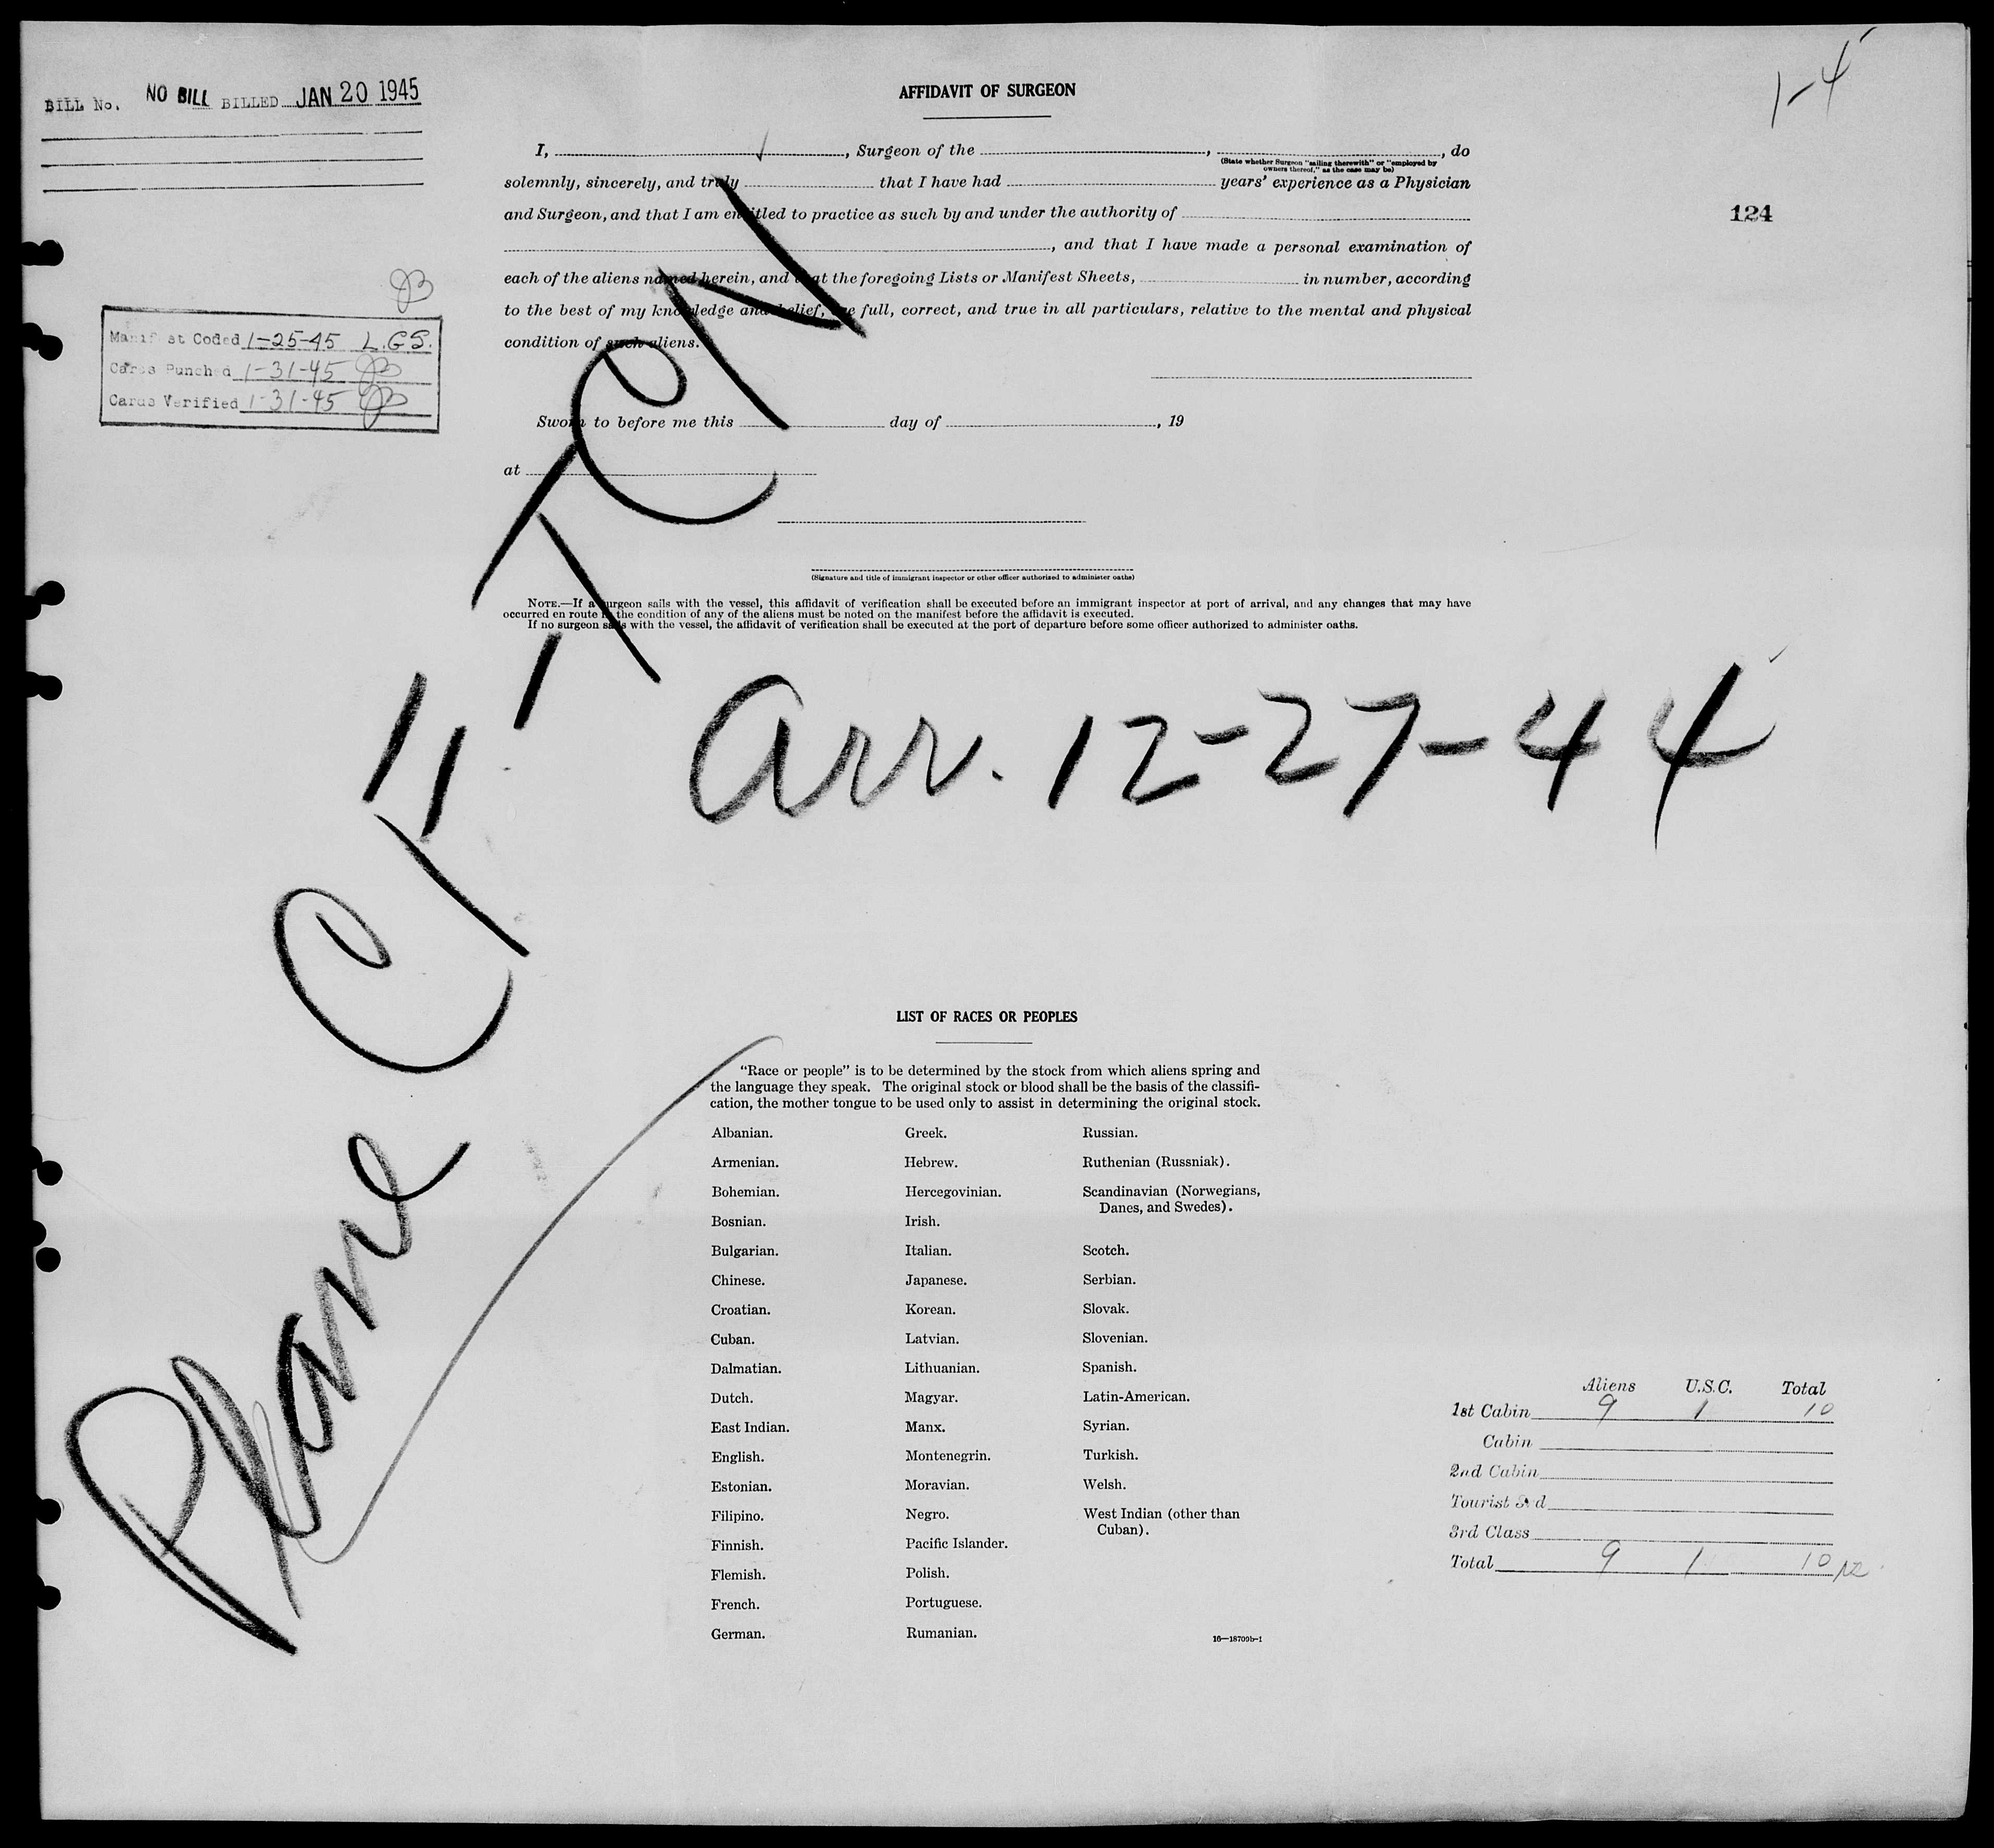 1-4
BILL No. NO BILL BILLED JAN 20 1945
AFFIDAVIT OF SURGEON
I, ..., Surgeon of the ..., ..., do
(State whether Surgeon "sailing therewith" or "employed by
owners thereof," as the case may be)
solemnly, sincerely, and truly ... that I have had ... years' experience as a Physician
and Surgeon, and that I am entitled to practice as such by and under the authority of
124
, and that I have made a personal examination of
each of the aliens named herein, and that the foregoing Lists or Manifest Sheets, ... in number, according
to the best of my knowledge and belief, are full, correct, and true in all particulars, relative to the mental and physical
condition of such aliens.
Manifest Coded 1-25-45 L.G.S.
Cards Punched 1-31-45
Cards Verified 1-31-45
Sworn to before me this ... day of ..., 19
at
(Signature and title of immigrant inspector or other officer authorized to administer oaths)
NOTE.—If a surgeon sails with the vessel, this affidavit of verification shall be executed before an immigrant inspector at port of arrival, and any changes that may have
occurred en route in the condition of any of the aliens must be noted on the manifest before the affidavit is executed.
If no surgeon sails with the vessel, the affidavit of verification shall be executed at the port of departure before some officer authorized to administer oaths.
Plane CF-TCN
arr. 12-27-44
LIST OF RACES OR PEOPLES
"Race or people" is to be determined by the stock from which aliens spring and
the language they speak. The original stock or blood shall be the basis of the classifi-
cation, the mother tongue to be used only to assist in determining the original stock.
Albanian.
Armenian.
Bohemian.
Bosnian.
Bulgarian.
Chinese.
Croatian.
Cuban.
Dalmatian.
Dutch.
East Indian.
English.
Estonian.
Filipino.
Finnish.
Flemish.
French.
German.
Greek.
Hebrew.
Hercegovinian.
Irish.
Italian.
Japanese.
Korean.
Latvian.
Lithuanian.
Magyar.
Manx.
Montenegrin.
Moravian.
Negro.
Pacific Islander.
Polish.
Portuguese.
Rumanian.
Russian.
Ruthenian (Russniak).
Scandinavian (Norwegians,
Danes, and Swedes).
Scotch.
Serbian.
Slovak.
Slovenian.
Spanish.
Latin-American.
Syrian.
Turkish.
Welsh.
West Indian (other than
Cuban).
16—18709b-1
Aliens U.S.C. Total
1st Cabin 9 1 10
Cabin
2nd Cabin
Tourist 3rd
3rd Class
Total 9 1 10